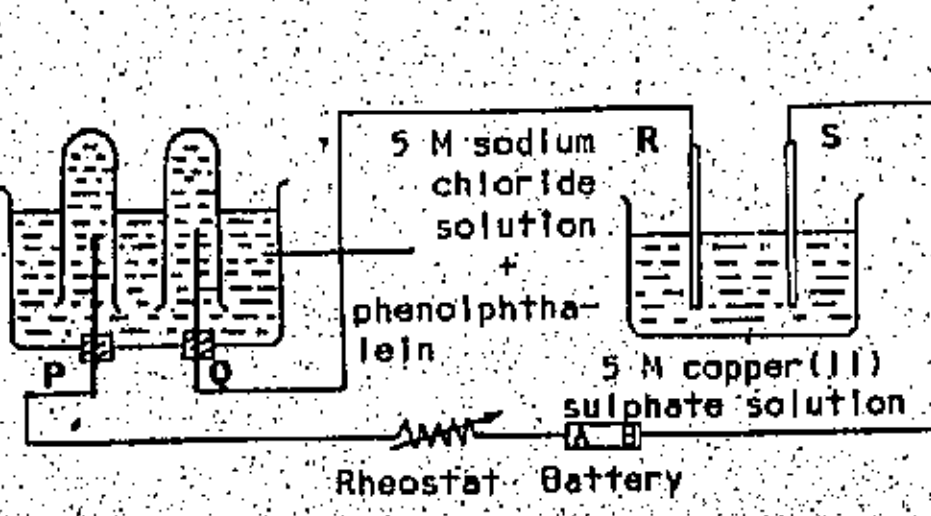 5 M sodium
chloride
solution
+
phenolphtha-
lein
R
S
P
Q
5 M copper(II)
sulphate solution
A B
Rheostat Battery